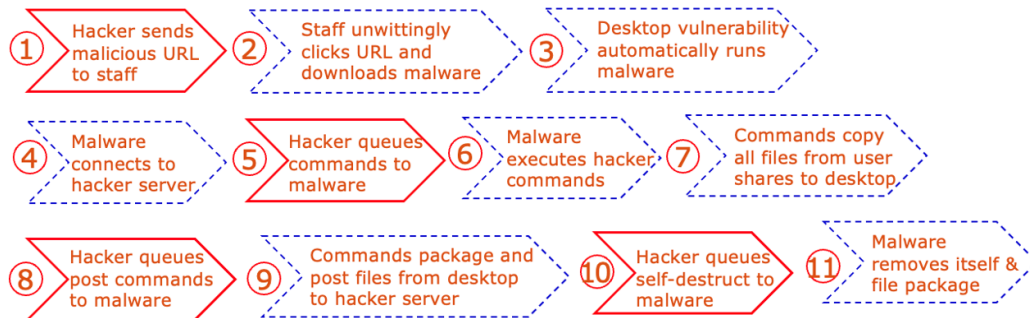 1
Hacker sends
malicious URL
to staff
2
Staff unwittingly
clicks URL and
downloads malware
3
Desktop vulnerability
automatically runs
malware
4
Malware
connects to
hacker server
5
Hacker queues
commands to
malware
6
Malware
executes hacker
commands
7
Commands copy
all files from user
shares to desktop
8
Hacker queues
post commands
to malware
9
Commands package and
post files from desktop
to hacker server
10
Hacker queues
self-destruct to
malware
11
Malware
removes itself &
file package